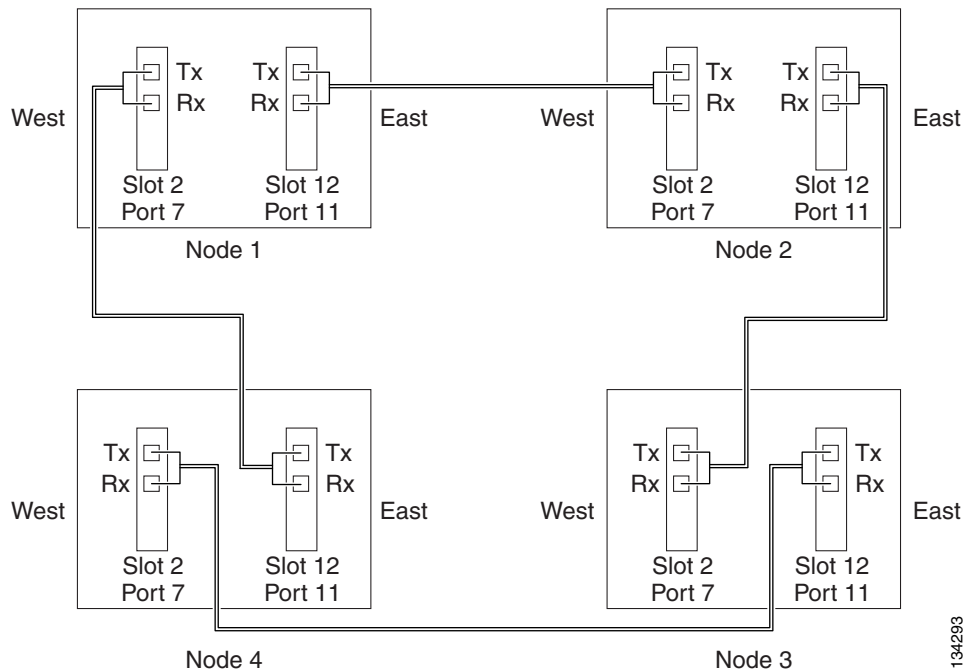 Tx Tx Tx Tx
Rx Rx Rx Rx
West East West East
Slot 2 Slot 12 Slot 2 Slot 12
Port 7 Port 11 Port 7 Port 11
Node 1 Node 2
Tx Tx Tx Tx
Rx Rx Rx Rx
West East West East
Slot 2 Slot 12 Slot 2 Slot 12
Port 7 Port 11 Port 7 Port 11
Node 4 Node 3
134293